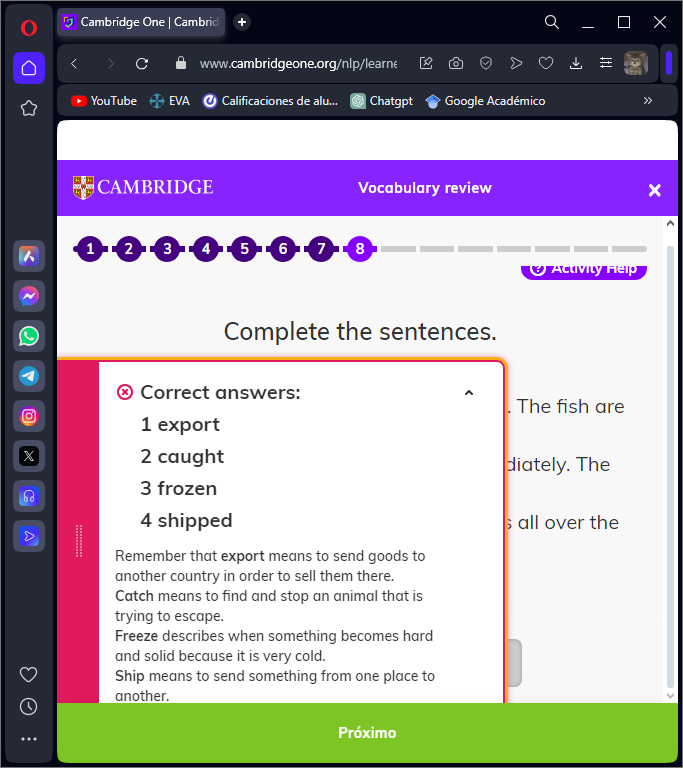 Cambridge One | Cambrid
www.cambridgeone.org/nlp/learne
YouTube
EVA
Calificaciones de alu...
Chatgpt
Google Académico
CAMBRIDGE
Vocabulary review
1 2 3 4 5 6 7 8
Activity Help
Complete the sentences.
. The fish are
diately. The
s all over the
Correct answers:
1 export
2 caught
3 frozen
4 shipped
Remember that export means to send goods to
another country in order to sell them there.
Catch means to find and stop an animal that is
trying to escape.
Freeze describes when something becomes hard
and solid because it is very cold.
Ship means to send something from one place to
another.
Próximo